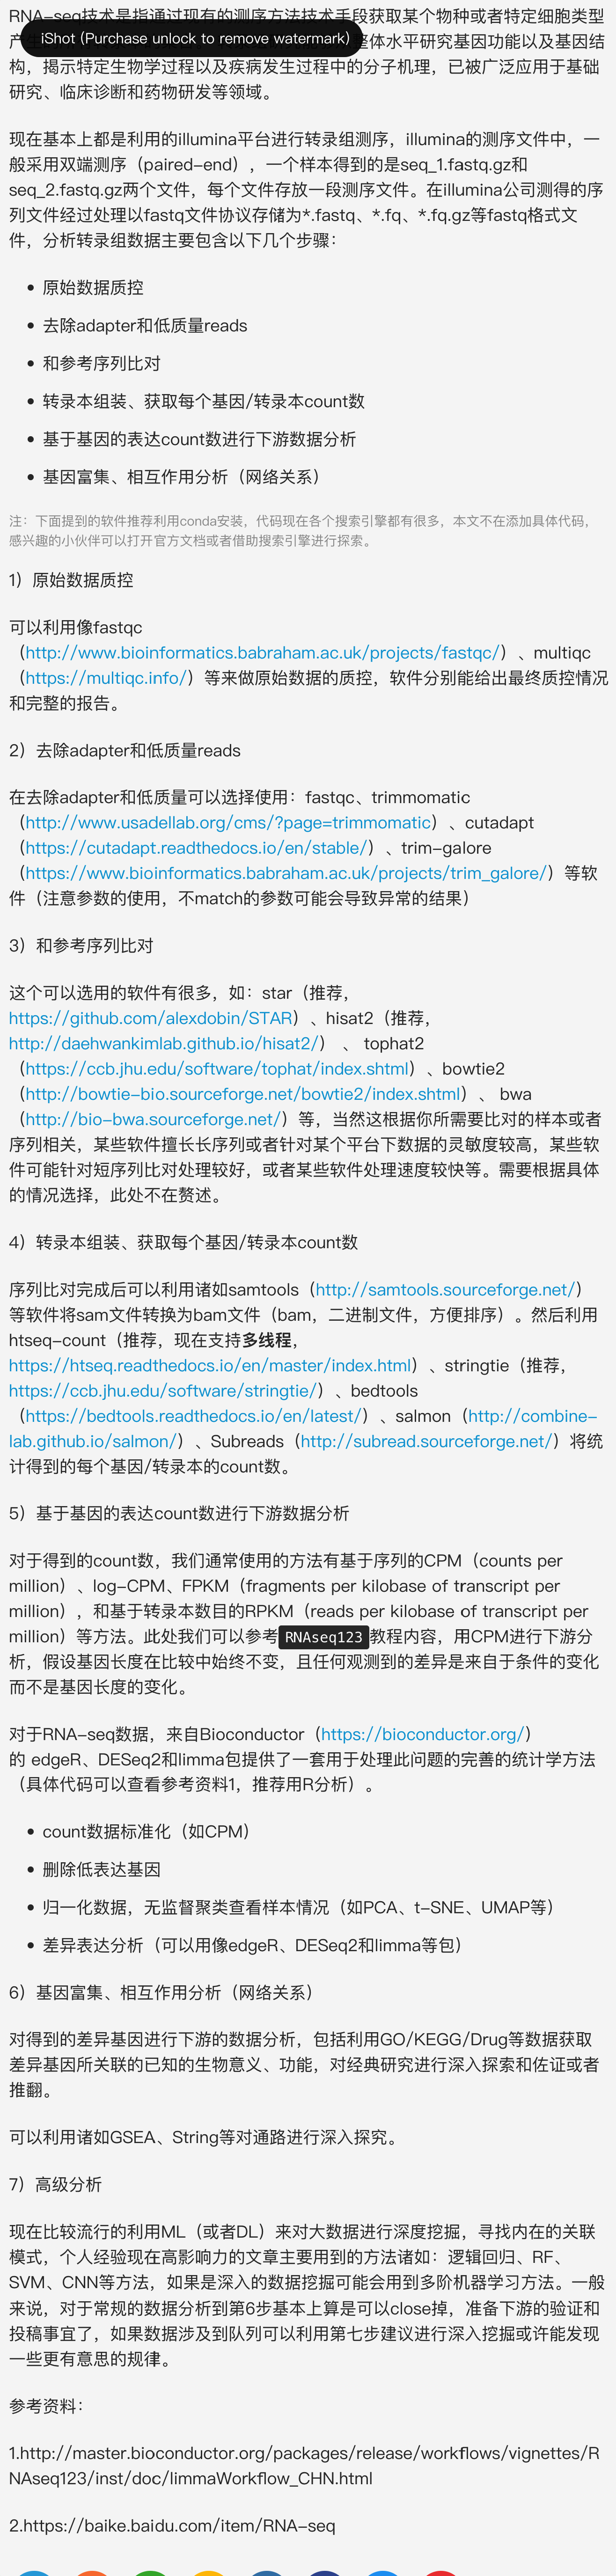 RNA-seq技术是指通过现有的测序方法技术手段获取某个物种或者特定细胞类型
iShot (Purchase unlock to remove watermark)
产 整体水平研究基因功能以及基因结
构，揭示特定生物学过程以及疾病发生过程中的分子机理，已被广泛应用于基础
研究、临床诊断和药物研发等领域。
现在基本上都是利用的illumina平台进行转录组测序，illumina的测序文件中，一
般采用双端测序（paired-end），一个样本得到的是seq_1.fastq.gz和
seq_2.fastq.gz两个文件，每个文件存放一段测序文件。在illumina公司测得的序
列文件经过处理以fastq文件协议存储为*.fastq、*.fq、*.fq.gz等fastq格式文
件，分析转录组数据主要包含以下几个步骤：
• 原始数据质控
• 去除adapter和低质量reads
• 和参考序列比对
• 转录本组装、获取每个基因/转录本count数
• 基于基因的表达count数进行下游数据分析
• 基因富集、相互作用分析（网络关系）
注：下面提到的软件推荐利用conda安装，代码现在各个搜索引擎都有很多，本文不在添加具体代码，
感兴趣的小伙伴可以打开官方文档或者借助搜索引擎进行探索。
1）原始数据质控
可以利用像fastqc
（http://www.bioinformatics.babraham.ac.uk/projects/fastqc/）、multiqc
（https://multiqc.info/）等来做原始数据的质控，软件分别能给出最终质控情况
和完整的报告。
2）去除adapter和低质量reads
在去除adapter和低质量可以选择使用：fastqc、trimmomatic
（http://www.usadellab.org/cms/?page=trimmomatic）、cutadapt
（https://cutadapt.readthedocs.io/en/stable/）、trim-galore
（https://www.bioinformatics.babraham.ac.uk/projects/trim_galore/）等软
件（注意参数的使用，不match的参数可能会导致异常的结果）
3）和参考序列比对
这个可以选用的软件有很多，如：star（推荐，
https://github.com/alexdobin/STAR）、hisat2（推荐，
http://daehwankimlab.github.io/hisat2/） 、 tophat2
（https://ccb.jhu.edu/software/tophat/index.shtml）、bowtie2
（http://bowtie-bio.sourceforge.net/bowtie2/index.shtml）、 bwa
（http://bio-bwa.sourceforge.net/）等，当然这根据你所需要比对的样本或者
序列相关，某些软件擅长长序列或者针对某个平台下数据的灵敏度较高，某些软
件可能针对短序列比对处理较好，或者某些软件处理速度较快等。需要根据具体
的情况选择，此处不在赘述。
4）转录本组装、获取每个基因/转录本count数
序列比对完成后可以利用诸如samtools（http://samtools.sourceforge.net/）
等软件将sam文件转换为bam文件（bam，二进制文件，方便排序）。然后利用
htseq-count（推荐，现在支持多线程，
https://htseq.readthedocs.io/en/master/index.html）、stringtie（推荐，
https://ccb.jhu.edu/software/stringtie/）、bedtools
（https://bedtools.readthedocs.io/en/latest/）、salmon（http://combine-
lab.github.io/salmon/）、Subreads（http://subread.sourceforge.net/）将统
计得到的每个基因/转录本的count数。
5）基于基因的表达count数进行下游数据分析
对于得到的count数，我们通常使用的方法有基于序列的CPM（counts per
million）、log-CPM、FPKM（fragments per kilobase of transcript per
million），和基于转录本数目的RPKM（reads per kilobase of transcript per
million）等方法。此处我们可以参考 RNAseq123 教程内容，用CPM进行下游分
析，假设基因长度在比较中始终不变，且任何观测到的差异是来自于条件的变化
而不是基因长度的变化。
对于RNA-seq数据，来自Bioconductor（https://bioconductor.org/）
的 edgeR、DESeq2和limma包提供了一套用于处理此问题的完善的统计学方法
（具体代码可以查看参考资料1，推荐用R分析）。
• count数据标准化（如CPM）
• 删除低表达基因
• 归一化数据，无监督聚类查看样本情况（如PCA、t-SNE、UMAP等）
• 差异表达分析（可以用像edgeR、DESeq2和limma等包）
6）基因富集、相互作用分析（网络关系）
对得到的差异基因进行下游的数据分析，包括利用GO/KEGG/Drug等数据获取
差异基因所关联的已知的生物意义、功能，对经典研究进行深入探索和佐证或者
推翻。
可以利用诸如GSEA、String等对通路进行深入探究。
7）高级分析
现在比较流行的利用ML（或者DL）来对大数据进行深度挖掘，寻找内在的关联
模式，个人经验现在高影响力的文章主要用到的方法诸如：逻辑回归、RF、
SVM、CNN等方法，如果是深入的数据挖掘可能会用到多阶机器学习方法。一般
来说，对于常规的数据分析到第6步基本上算是可以close掉，准备下游的验证和
投稿事宜了，如果数据涉及到队列可以利用第七步建议进行深入挖掘或许能发现
一些更有意思的规律。
参考资料：
1.http://master.bioconductor.org/packages/release/workflows/vignettes/R
NAseq123/inst/doc/limmaWorkflow_CHN.html
2.https://baike.baidu.com/item/RNA-seq